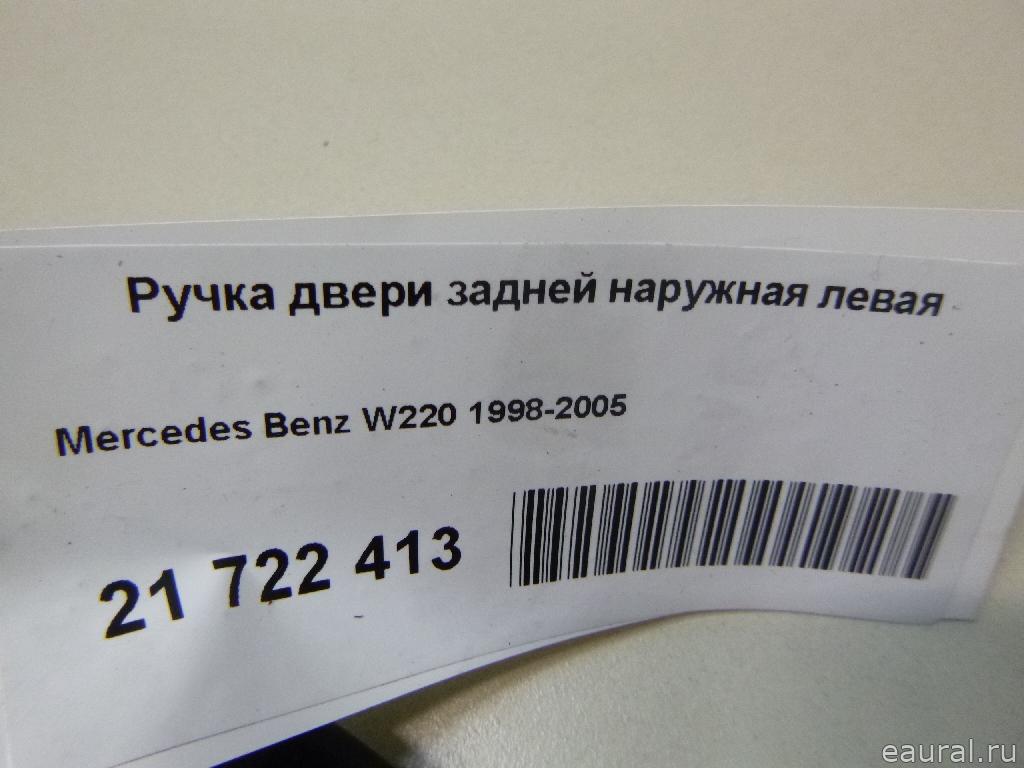 Ручка двери задней наружная левая
Mercedes Benz W220 1998-2005
21 722 413
eaural.ru